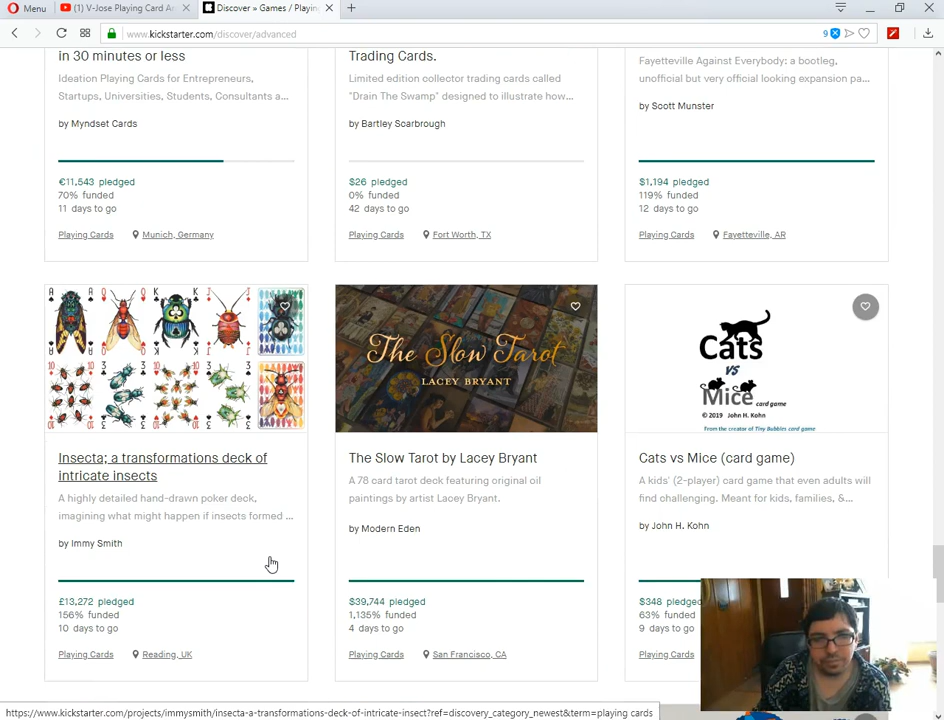 Menu
V-Jose Playing Card Ac
Discover » Games / Playing
www.kickstarter.com/discover/advanced
9
in 30 minutes or less
Ideation Playing Cards for Entrepreneurs,
Startups, Universities, Students, Consultants a...
by Myndset Cards
€11,543 pledged
70% funded
11 days to go
Playing Cards
Munich, Germany
Trading Cards.
Limited edition collector trading cards called
"Drain The Swamp" designed to illustrate how...
by Bartley Scarbrough
$26 pledged
0% funded
42 days to go
Playing Cards
Fort Worth, TX
Fayetteville Against Everybody: a bootleg,
unofficial but very official looking expansion pa...
by Scott Munster
$1,194 pledged
119% funded
12 days to go
Playing Cards
Fayetteville, AR
Insecta; a transformations deck of
intricate insects
A highly detailed hand-drawn poker deck,
imagining what might happen if insects formed ...
by Immy Smith
£13,272 pledged
156% funded
10 days to go
Playing Cards
Reading, UK
The Slow Tarot
LACEY BRYANT
The Slow Tarot by Lacey Bryant
A 78 card tarot deck featuring original oil
paintings by artist Lacey Bryant.
by Modern Eden
$39,744 pledged
1,135% funded
4 days to go
Playing Cards
San Francisco, CA
Cats
vs
Mice card game
© 2019 John H. Kohn
From the creator of Tiny Bubbles card game
Cats vs Mice (card game)
A kids' (2-player) card game that even adults will
find challenging. Meant for kids, families, &...
by John H. Kohn
$348 pledged
63% funded
9 days to go
Playing Cards
https://www.kickstarter.com/projects/immysmith/insecta-a-transformations-deck-of-intricate-insect?ref=discovery_category_newest&term=playing cards